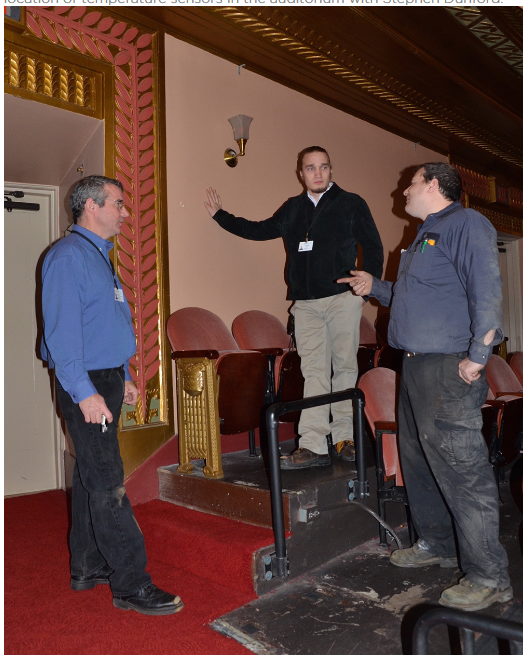 location of temperature sensors in the auditorium with Stephen Danford.